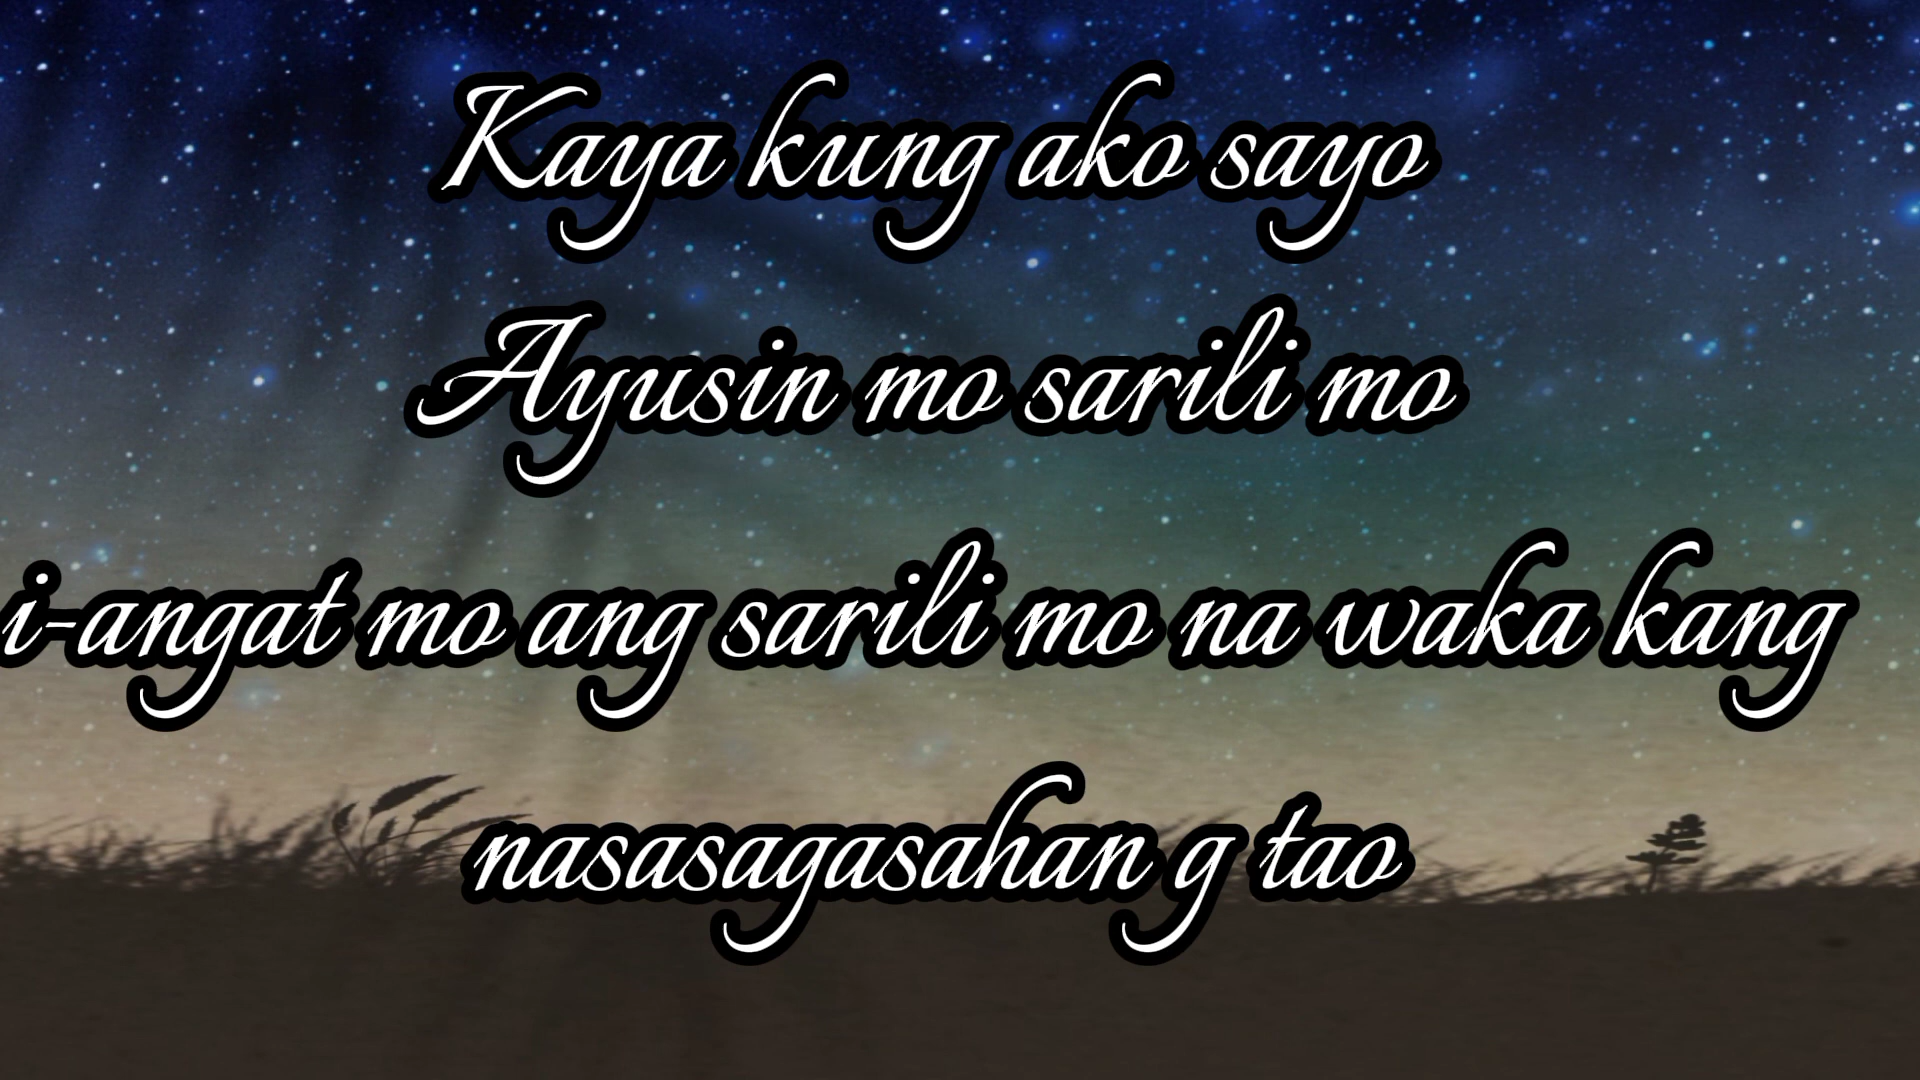 Kaya kung ako sayo
Ayusin mo sarili mo
i-angat mo ang sarili mo na waka kang
nasasagasahan g tao